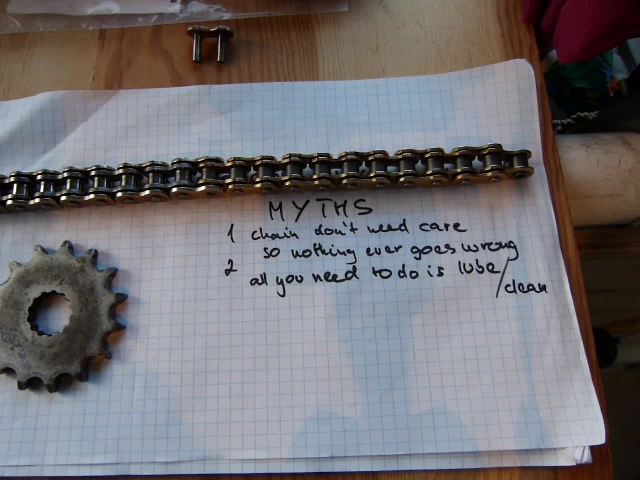 MYTHS
1 chain don't need care
so nothing ever goes wrong
2 all you need to do is lube/
clean